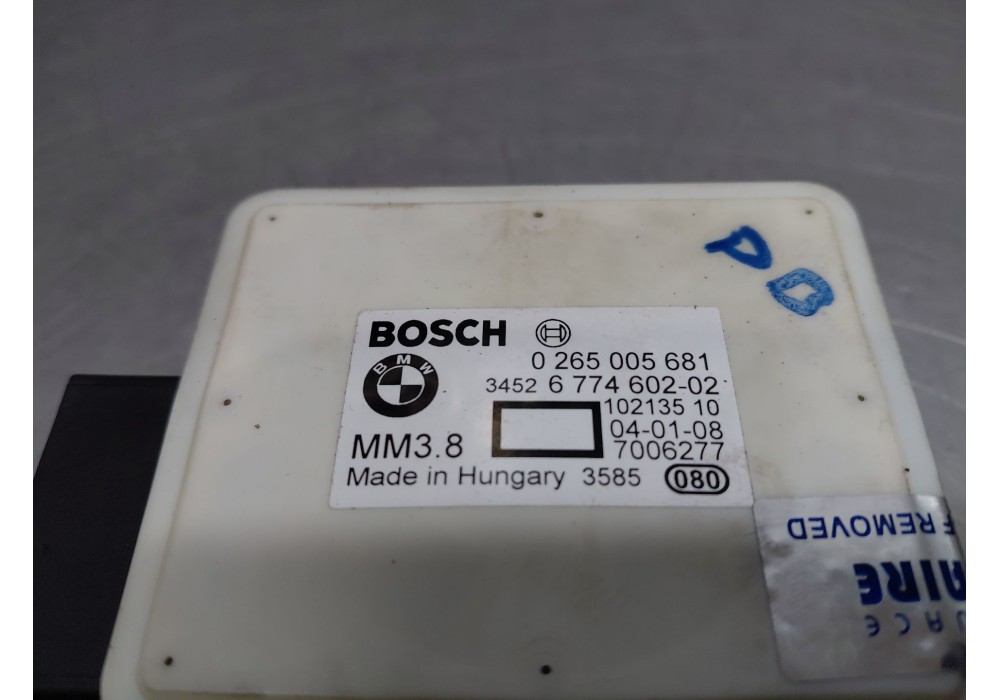 BOSCH
0 265 005 681
BMW
3452 6 774 602-02
102135 10
04-01-08
MM3.8
7006277
Made in Hungary 3585 080
REMOVED
AIRE